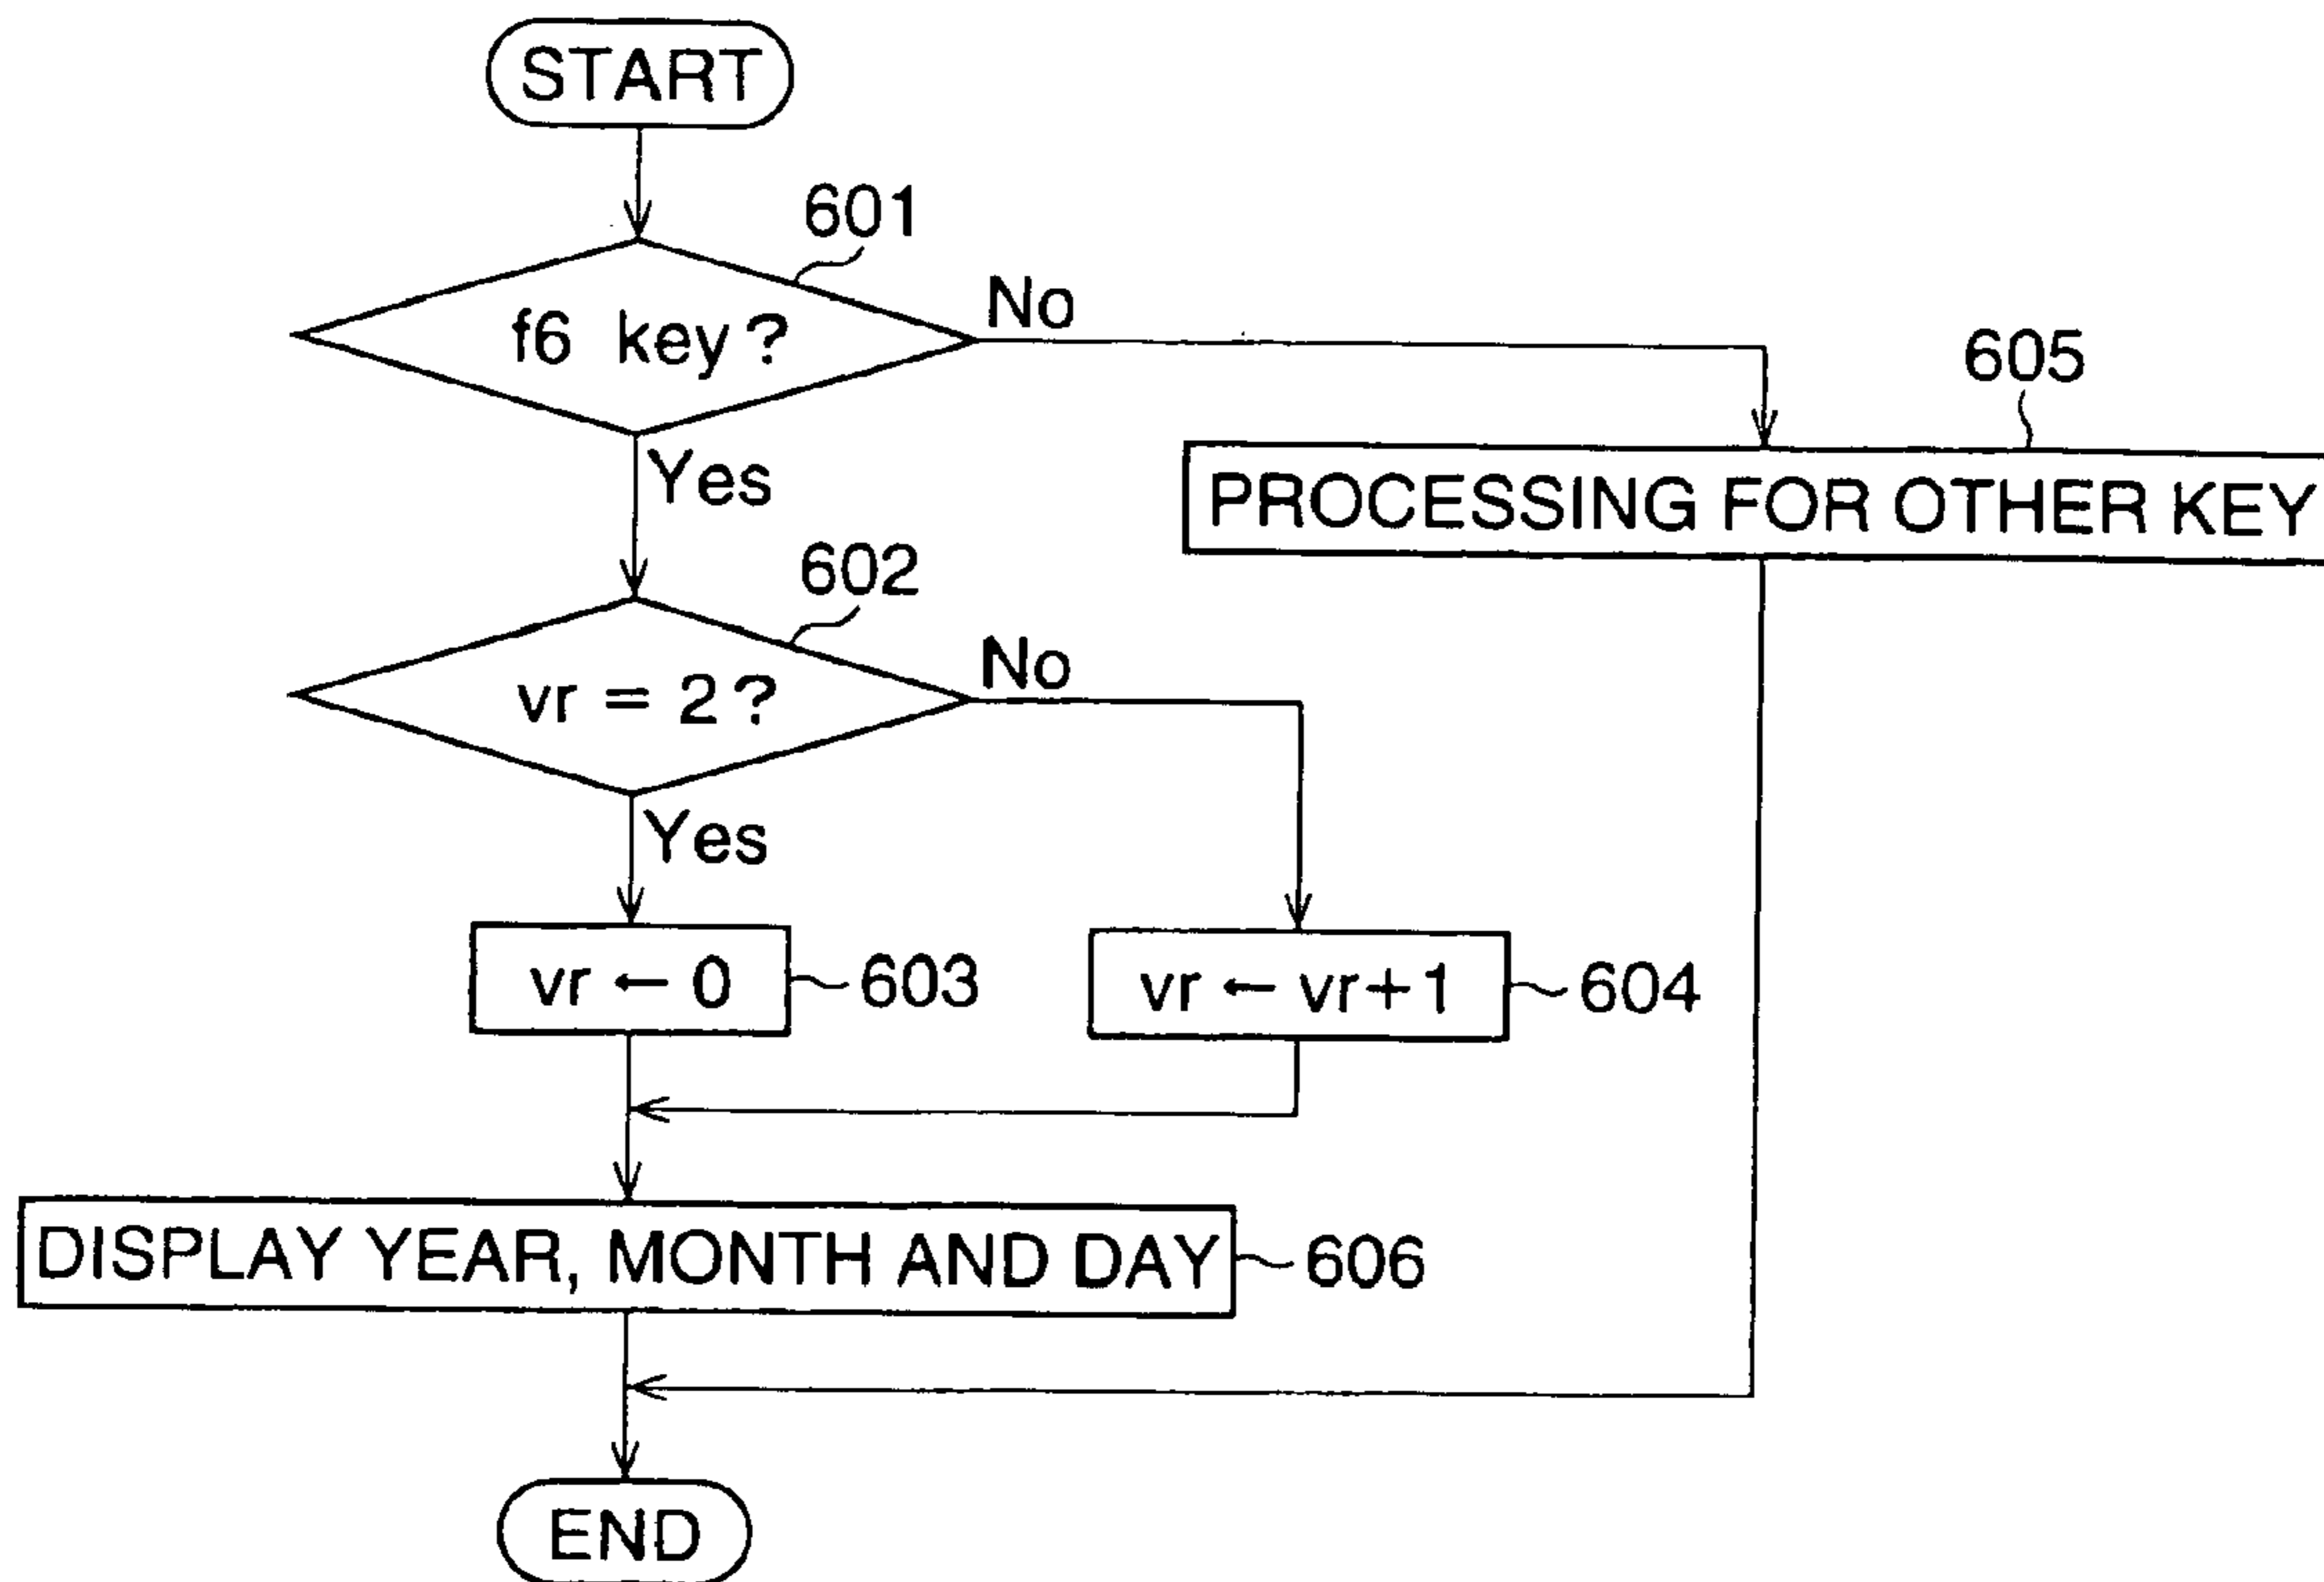 START
601
f6 key?
No
605
Yes
PROCESSING FOR OTHER KEY
602
vr = 2?
No
Yes
vr ← 0
603
vr ← vr+1
604
DISPLAY YEAR, MONTH AND DAY
606
END